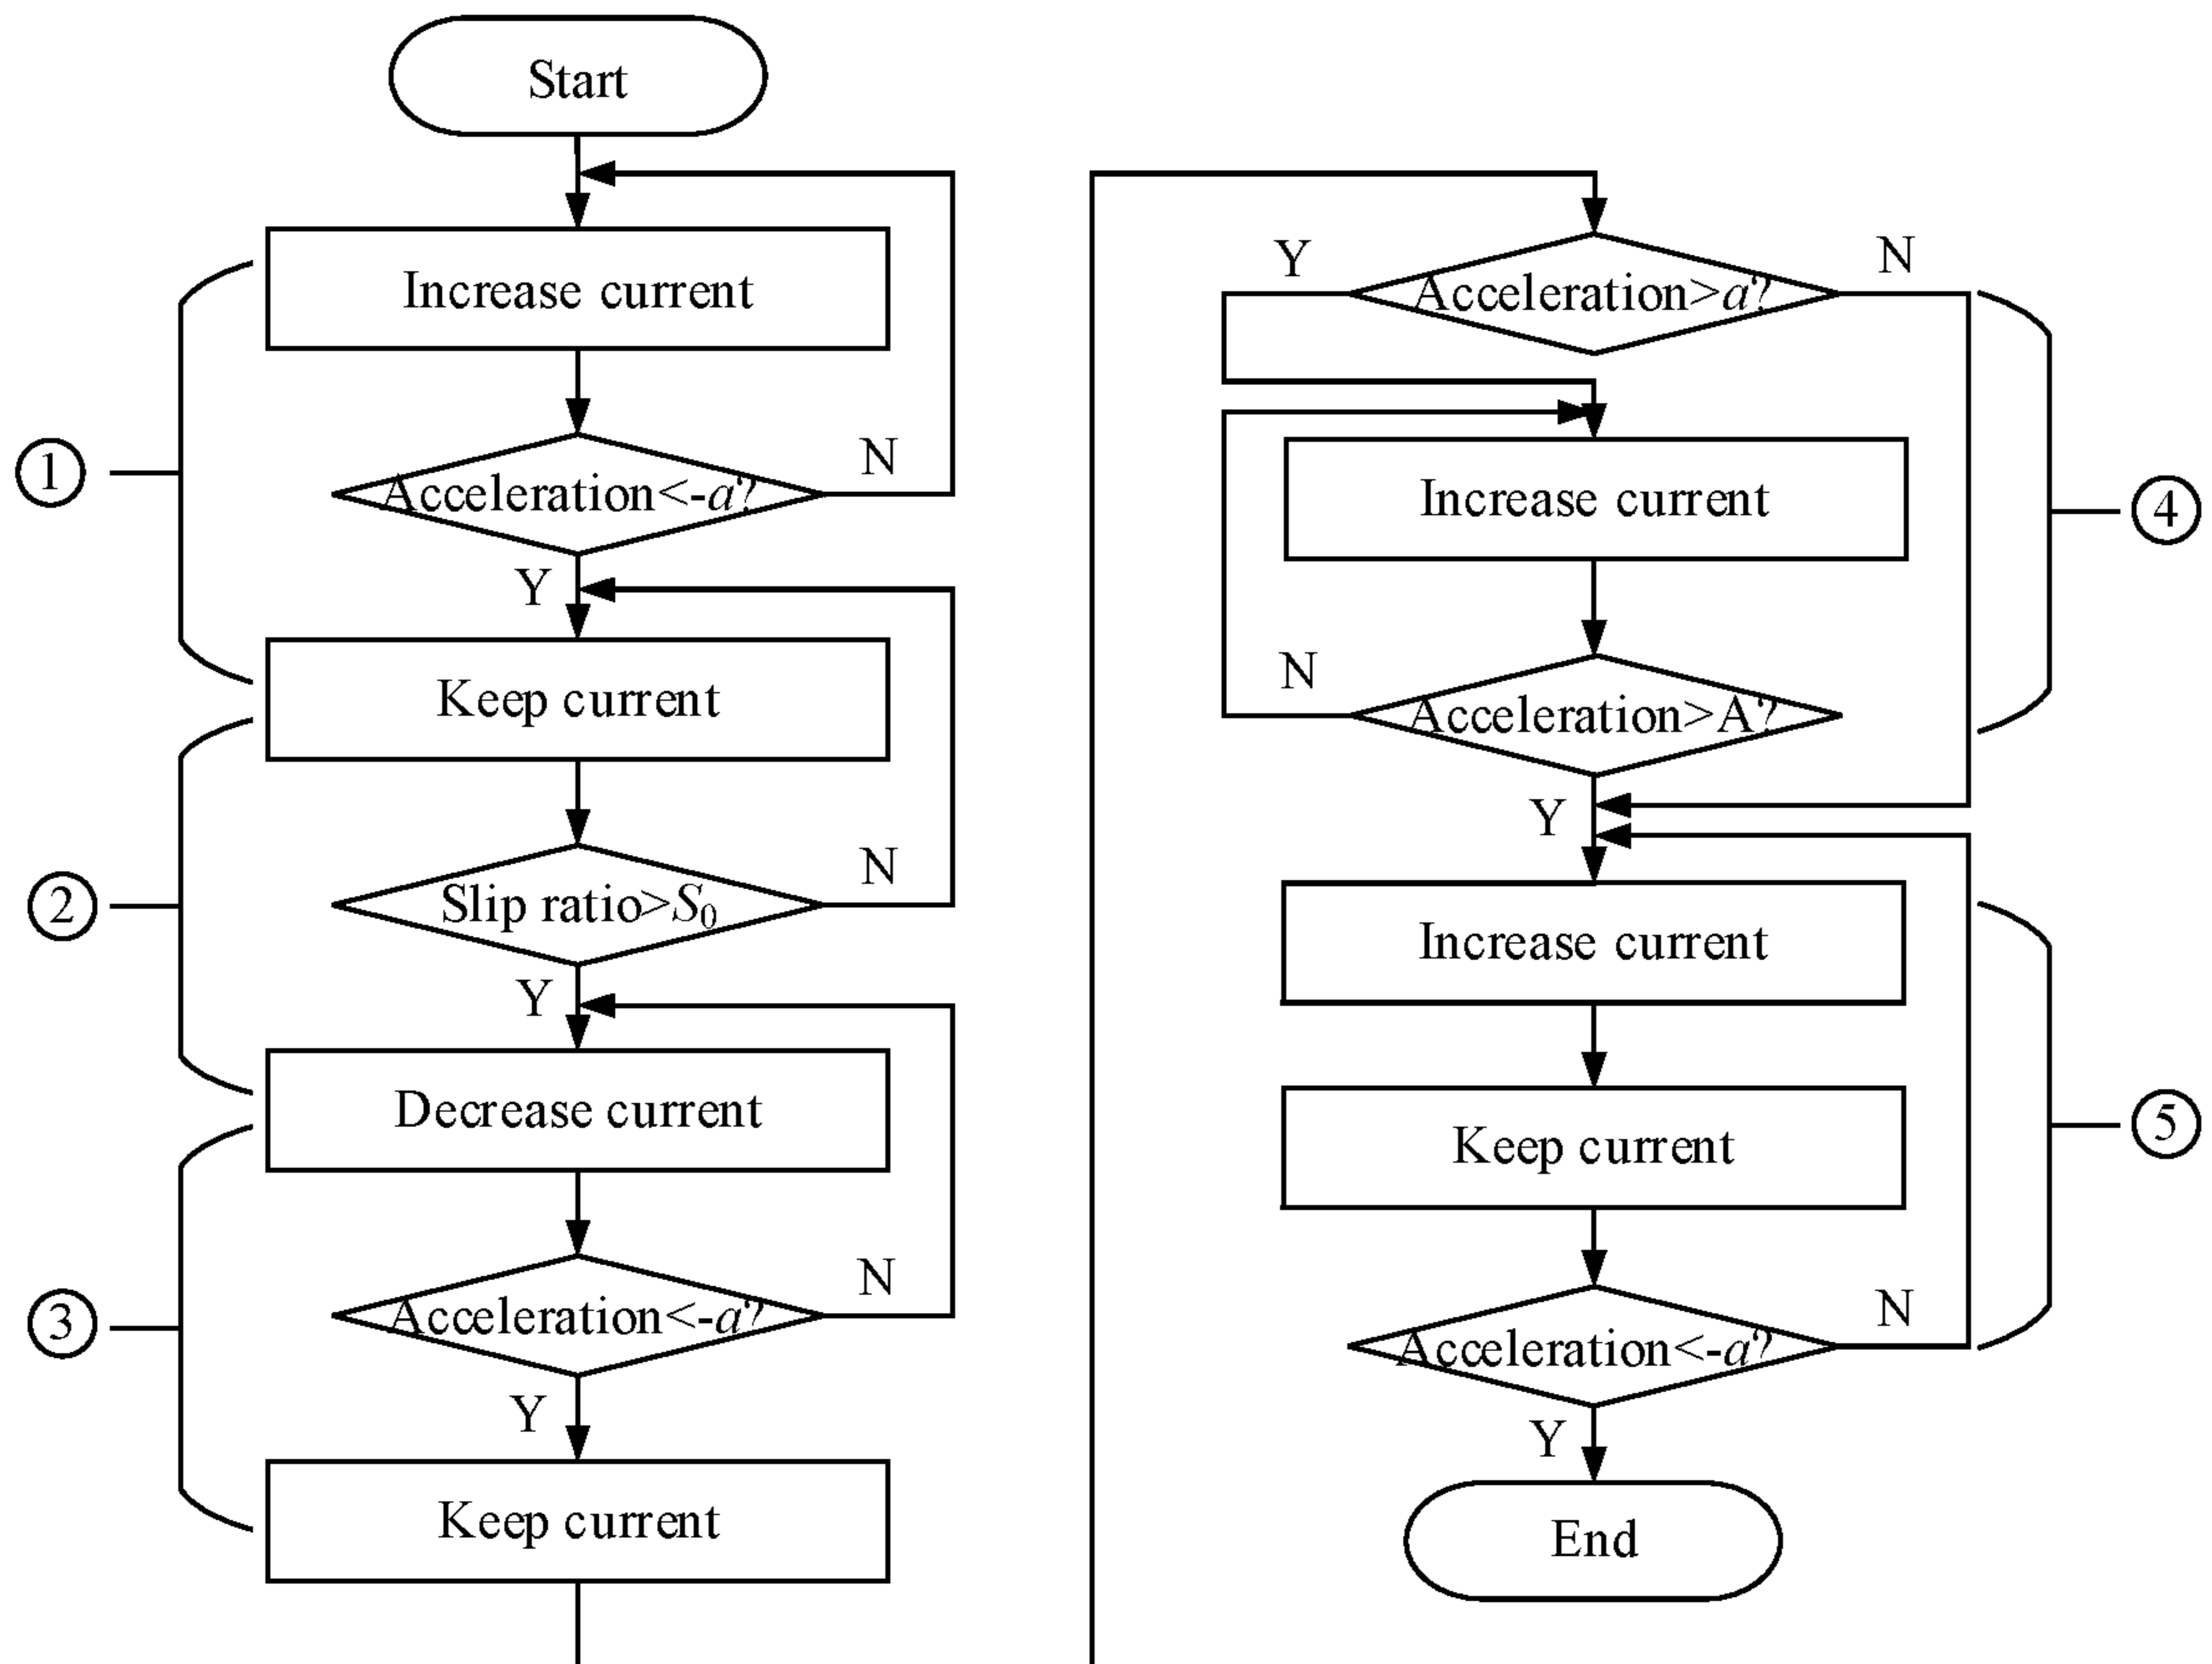 Start
Increase current
①
Acceleration<-a?
N
Y
Keep current
②
Slip ratio>S₀
N
Y
Decrease current
③
Acceleration<-a?
N
Y
Keep current
Y
Acceleration>a?
N
Increase current
④
N
Acceleration>A?
Y
Increase current
Keep current
⑤
Acceleration<-a?
N
Y
End